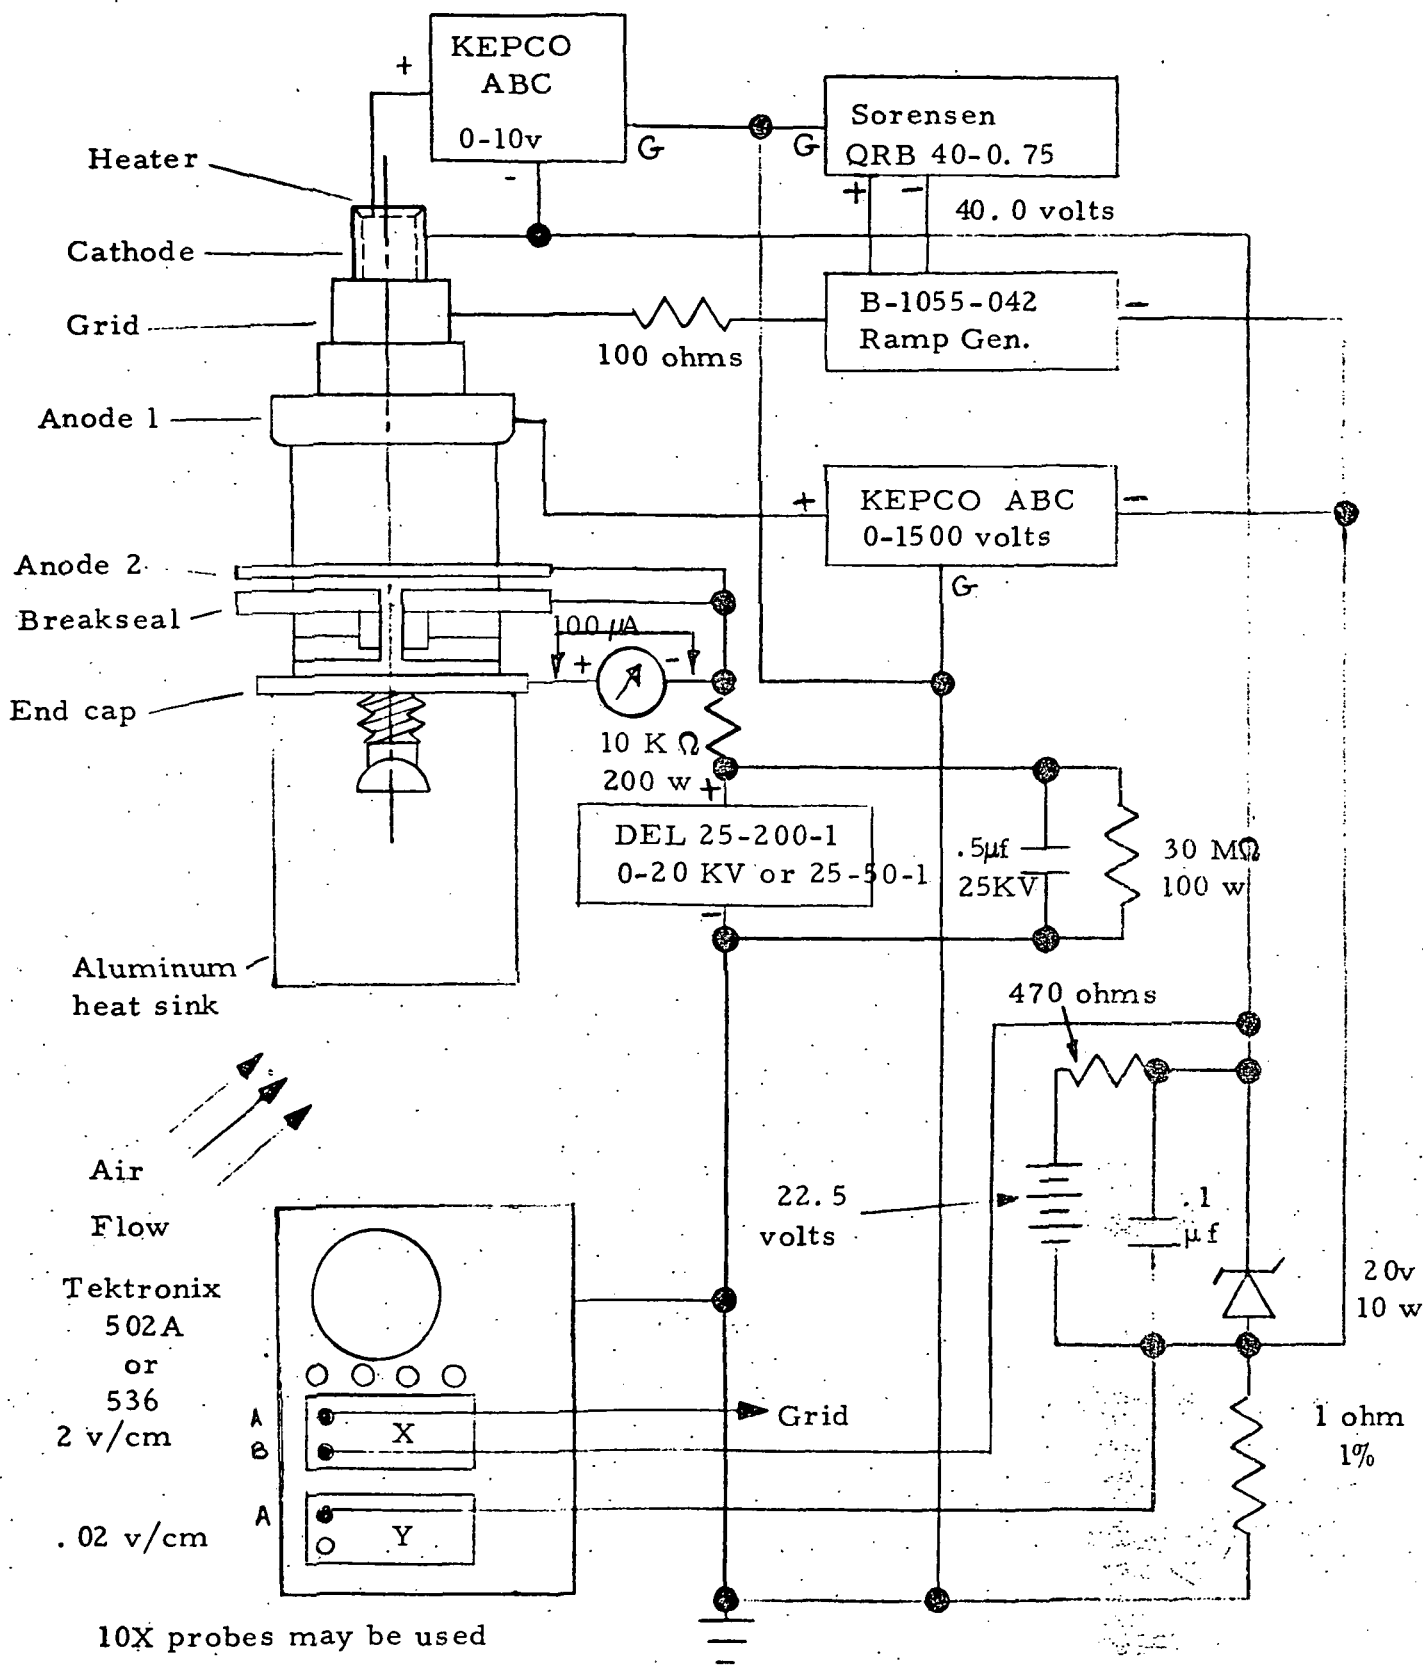 KEPCO
ABC
0-10v
+
-
G
G
Sorensen
QRB 40-0.75
+
-
40.0 volts
Heater
Cathode
Grid
100 ohms
B-1055-042
Ramp Gen.
-
Anode 1
+
KEPCO ABC
0-1500 volts
-
G
Anode 2
Breakseal
100 μA
+
-
End cap
10 K Ω
200 w
+
DEL 25-200-1
0-20 KV or 25-50-1
-
.5μf
25KV
30 MΩ
100 w
Aluminum
heat sink
470 ohms
Air
Flow
22.5
volts
.1
μf
20v
10 w
Tektronix
502A
or
536
2 v/cm
A
B
X
Grid
1 ohm
1%
A
.02 v/cm
Y
10X probes may be used